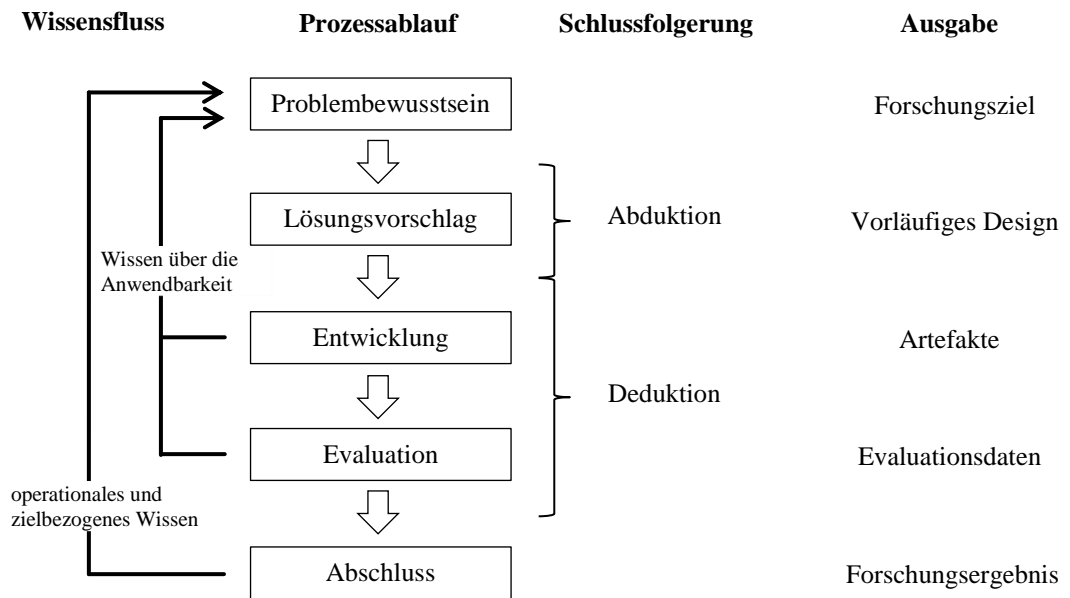 Wissensfluss Prozessablauf Schlussfolgerung Ausgabe
Problembewusstsein Forschungsziel
Lösungsvorschlag Abduktion Vorläufiges Design
Wissen über die
Anwendbarkeit
Entwicklung Artefakte
Deduktion
Evaluation Evaluationsdaten
operationales und
zielbezogenes Wissen
Abschluss Forschungsergebnis